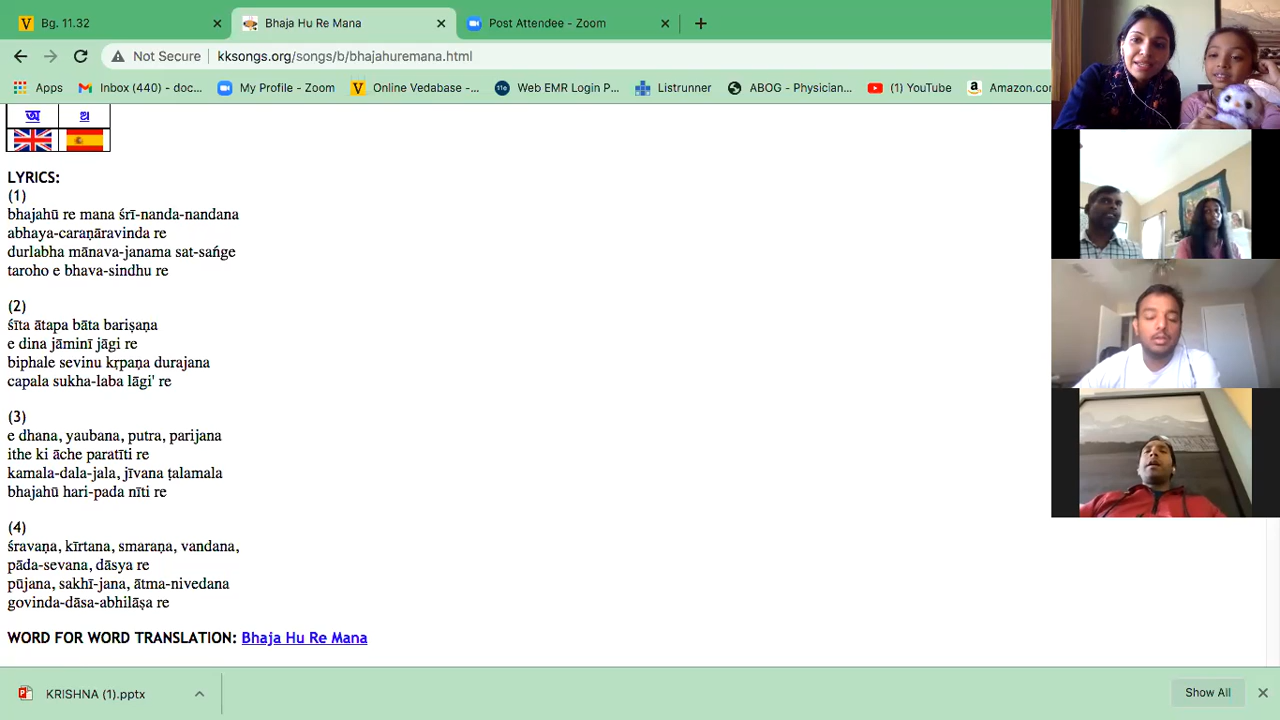 Bg. 11.32
Bhaja Hu Re Mana
Post Attendee - Zoom
Not Secure
kksongs.org/songs/b/bhajahuremana.html
Apps
Inbox (440) - doc...
My Profile - Zoom
Online Vedabase -...
Web EMR Login P...
Listrunner
ABOG - Physician...
(1) YouTube
Amazon.com
অ
LYRICS:
(1)
bhajahū re mana śrī-nanda-nandana
abhaya-caraṇāravinda re
durlabha mānava-janama sat-sańge
taroho e bhava-sindhu re
(2)
śīta ātapa bāta bariṣaṇa
e dina jāminī jāgi re
biphale sevinu kṛpaṇa durajana
capala sukha-laba lāgi' re
(3)
e dhana, yaubana, putra, parijana
ithe ki āche paratīti re
kamala-dala-jala, jīvana ṭalamala
bhajahū hari-pada nīti re
(4)
śravaṇa, kīrtana, smaraṇa, vandana,
pāda-sevana, dāsya re
pūjana, sakhī-jana, ātma-nivedana
govinda-dāsa-abhilāṣa re
WORD FOR WORD TRANSLATION: Bhaja Hu Re Mana
KRISHNA (1).pptx
Show All